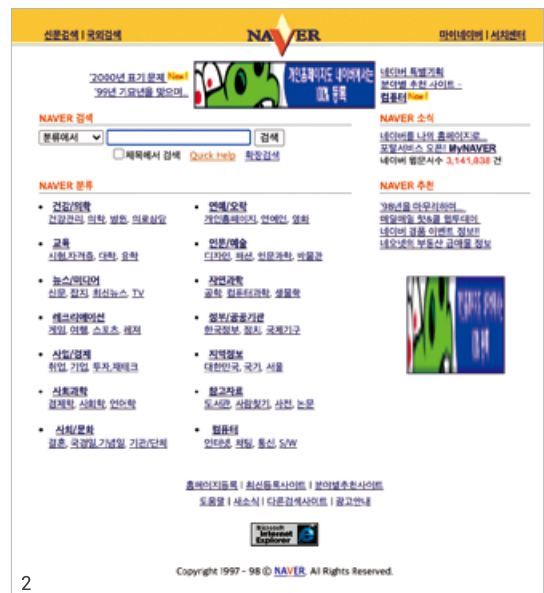 신문검색 | 국외검색
NAVER
마이네이버 | 서치센터
'2000년 표기 문제 New!
'99년 기묘년을 맞으며...
개인홈페이지도 네이버에서는
100% 등록
네이버 특별기획
분야별 추천 사이트 -
컴퓨터 New!
NAVER 검색
분류에서
검색
제목에서 검색 Quick Help 확장검색
NAVER 소식
네이버를 나의 홈페이지로...
포탈서비스 오픈! MyNAVER
네이버 웹문서수 3,141,838 건
NAVER 분류
건강/의학
건강관리, 의학, 병원, 의료상담
교육
시험,자격증, 대학, 유학
뉴스/미디어
신문, 잡지, 최신뉴스, TV
레크리에이션
게임, 여행, 스포츠, 레져
사업/경제
취업, 기업, 투자,재테크
사회과학
경제학, 사회학, 언어학
사회/문화
결혼, 국경일,기념일, 기관/단체
연예/오락
개인홈페이지, 연예인, 영화
인문/예술
디자인, 패션, 인문과학, 박물관
자연과학
공학, 컴퓨터과학, 생물학
정부/공공기관
한국정부, 정치, 국제기구
지역정보
대한민국, 국가, 서울
참고자료
도서관, 사람찾기, 사전, 논문
컴퓨터
인터넷, 채팅, 통신, S/W
NAVER 추천
'98년을 마무리하며...
매일매일 핫&쿨 웹투데이
네이버 경품 이벤트 정보!!
네오넷의 부동산 급매물 정보
홈페이지등록 | 최신등록사이트 | 분야별추천사이트
도움말 | 새소식 | 다른검색사이트 | 광고안내
Microsoft
Internet
Explorer
Copyright 1997 - 98 © NAVER, All Rights Reserved.
2